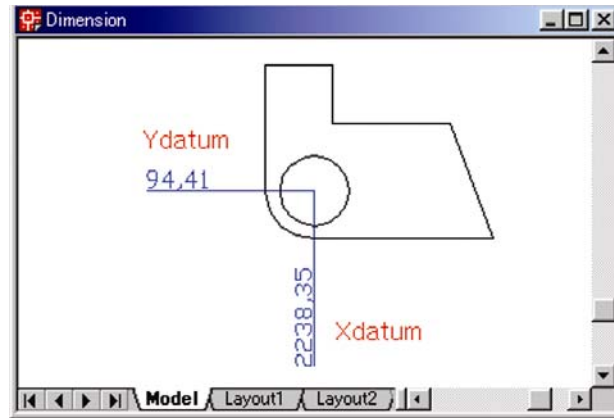 Dimension
Ydatum
94,41
2238,35
Xdatum
Model Layout1 Layout2